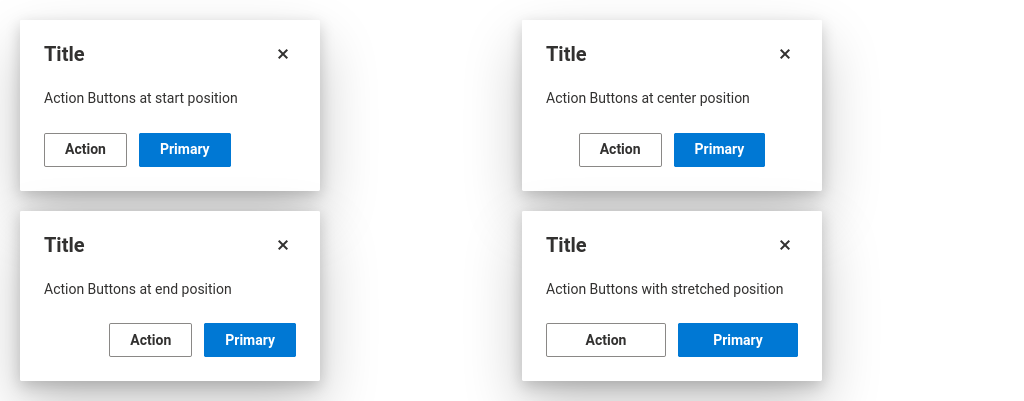 Title ✕
Action Buttons at start position
Action Primary
Title ✕
Action Buttons at center position
Action Primary
Title ✕
Action Buttons at end position
Action Primary
Title ✕
Action Buttons with stretched position
Action Primary